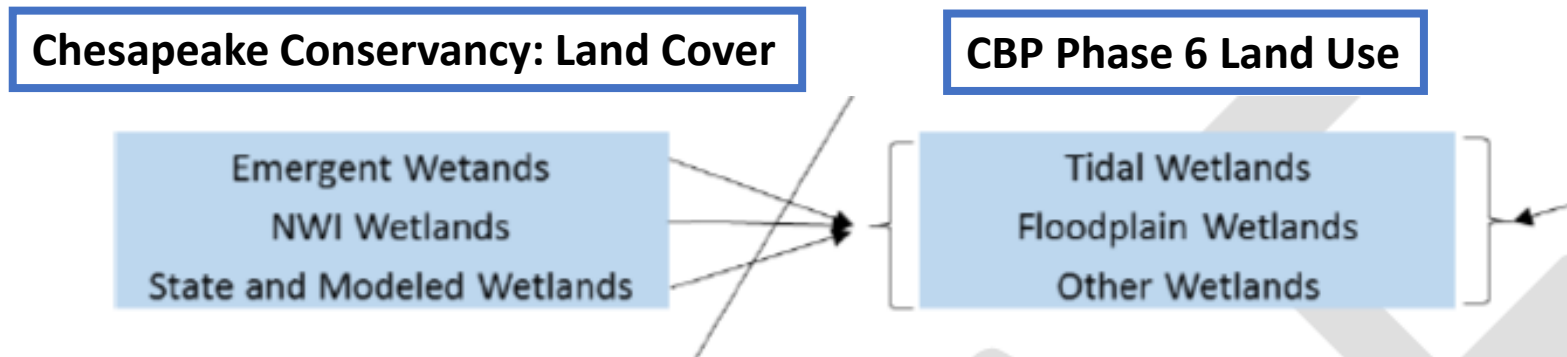 Chesapeake Conservancy: Land Cover
CBP Phase 6 Land Use
Emergent Wetands
NWI Wetlands
State and Modeled Wetlands
Tidal Wetlands
Floodplain Wetlands
Other Wetlands